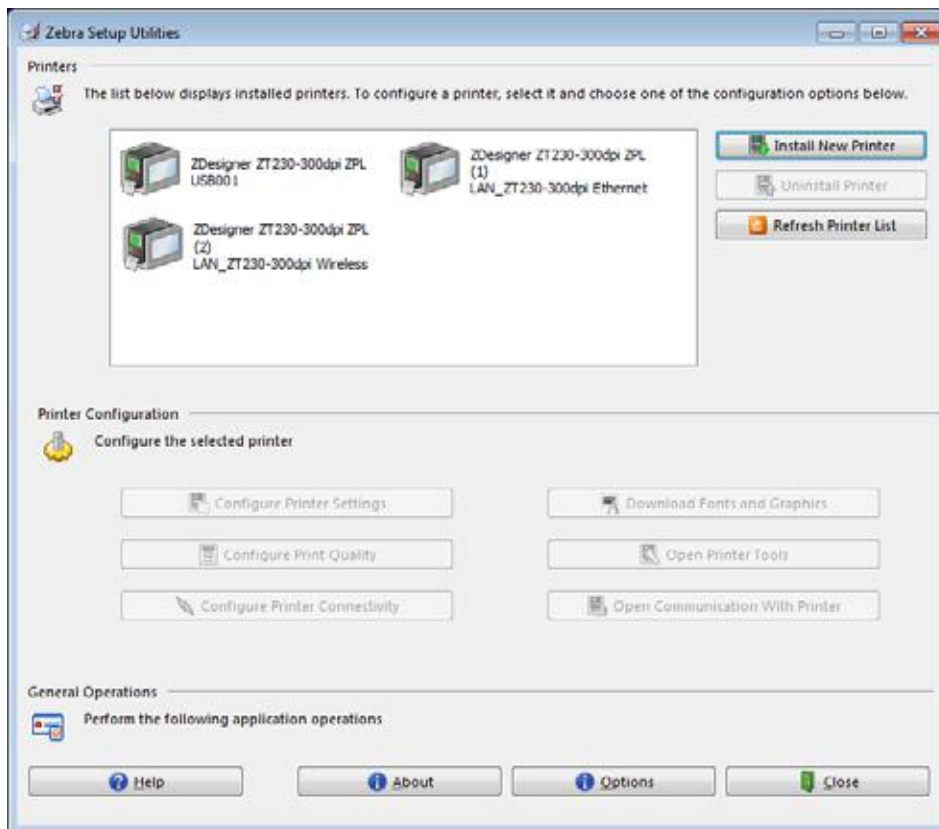 Zebra Setup Utilities
Printers
The list below displays installed printers. To configure a printer, select it and choose one of the configuration options below.
ZDesigner ZT230-300dpi ZPL
USB001
ZDesigner ZT230-300dpi ZPL
(1)
LAN_ZT230-300dpi Ethernet
ZDesigner ZT230-300dpi ZPL
(2)
LAN_ZT230-300dpi Wireless
Install New Printer
Uninstall Printer
Refresh Printer List
Printer Configuration
Configure the selected printer
Configure Printer Settings
Download Fonts and Graphics
Configure Print Quality
Open Printer Tools
Configure Printer Connectivity
Open Communication With Printer
General Operations
Perform the following application operations
Help
About
Options
Close